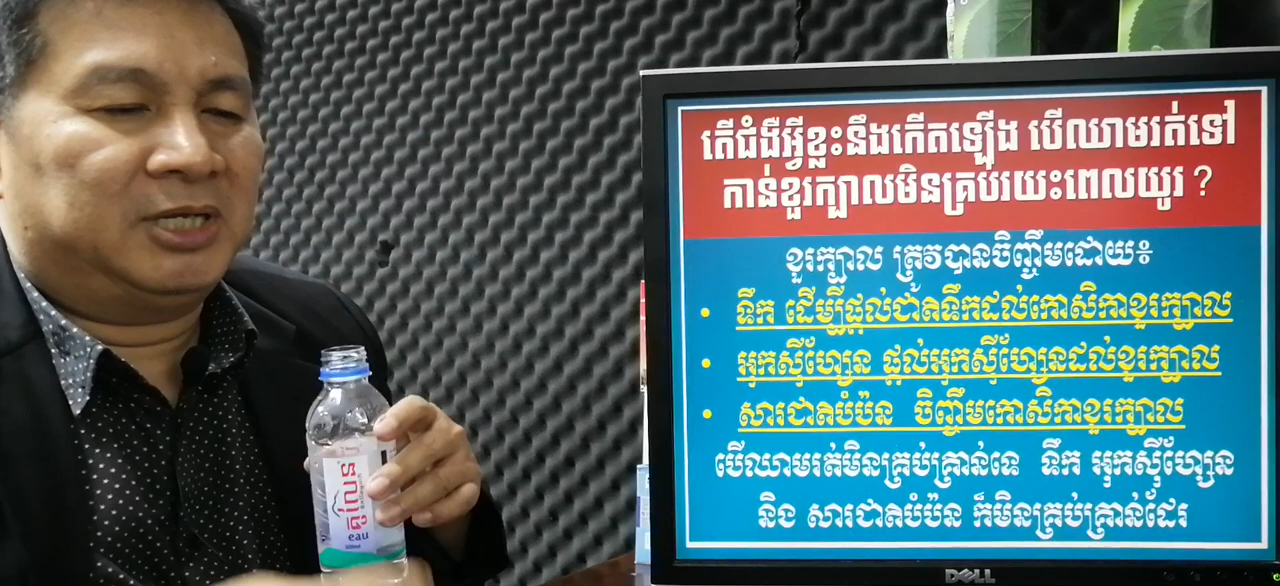 តើជំងឺអ្វីខ្លះនឹងកើតឡើង បើឈាមរត់ទៅ
កាន់ខួរក្បាលមិនគ្រប់រយះពេលយូរ ?
ខួរក្បាល ត្រូវបានចិញ្ចឹមដោយ៖
• ទឹក ដើម្បីផ្តល់ជាតិទឹកដល់កោសិកាខួរក្បាល
• អុកស៊ីហ្សែន ផ្តល់អុកស៊ីហ្សែនដល់ខួរក្បាល
• សារជាតិបំប៉ន ចិញ្ចឹមកោសិកាខួរក្បាល
បើឈាមរត់មិនគ្រប់គ្រាន់ទេ ទឹក អុកស៊ីហ្សែន
និង សារជាតិបំប៉ន ក៏មិនគ្រប់គ្រាន់ដែរ
DELL
គូលែន
eau